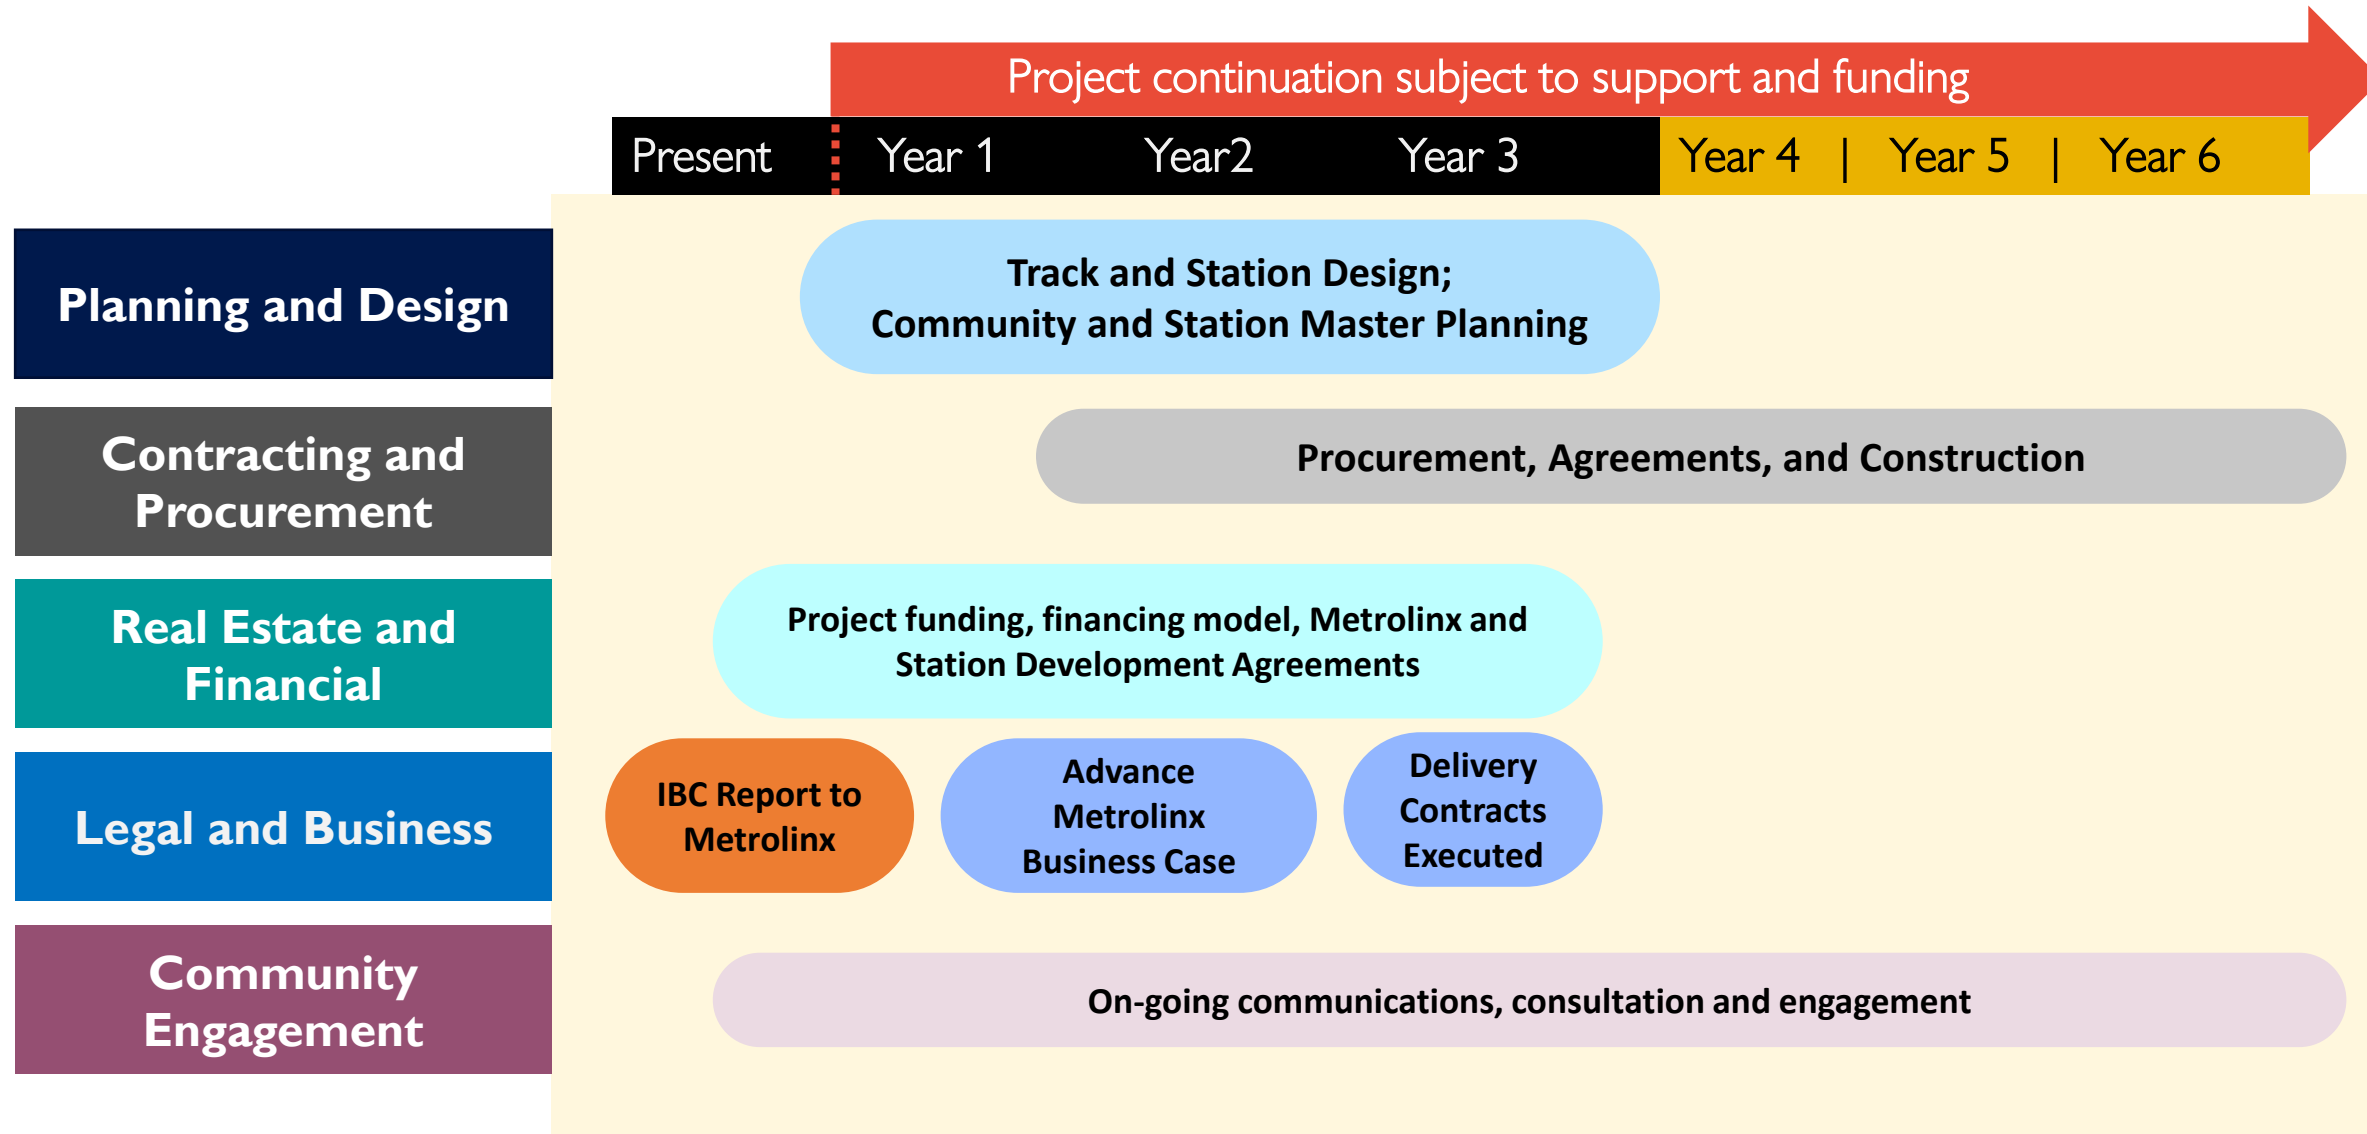 Project continuation subject to support and funding
Present Year 1 Year2 Year 3 Year 4 | Year 5 | Year 6
Planning and Design
Track and Station Design;
Community and Station Master Planning
Contracting and
Procurement
Procurement, Agreements, and Construction
Real Estate and
Financial
Project funding, financing model, Metrolinx and
Station Development Agreements
Legal and Business
IBC Report to
Metrolinx
Advance
Metrolinx
Business Case
Delivery
Contracts
Executed
Community
Engagement
On-going communications, consultation and engagement